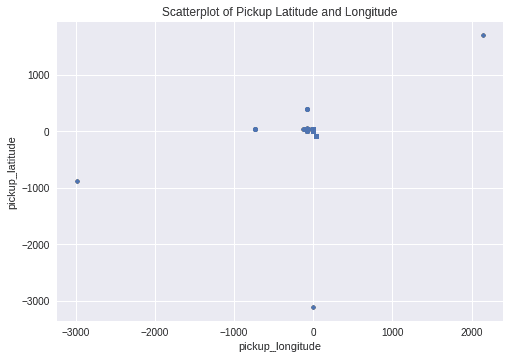 Scatterplot of Pickup Latitude and Longitude
1000
0
−1000
−2000
−3000
pickup_latitude
−3000 −2000 −1000 0 1000 2000
pickup_longitude